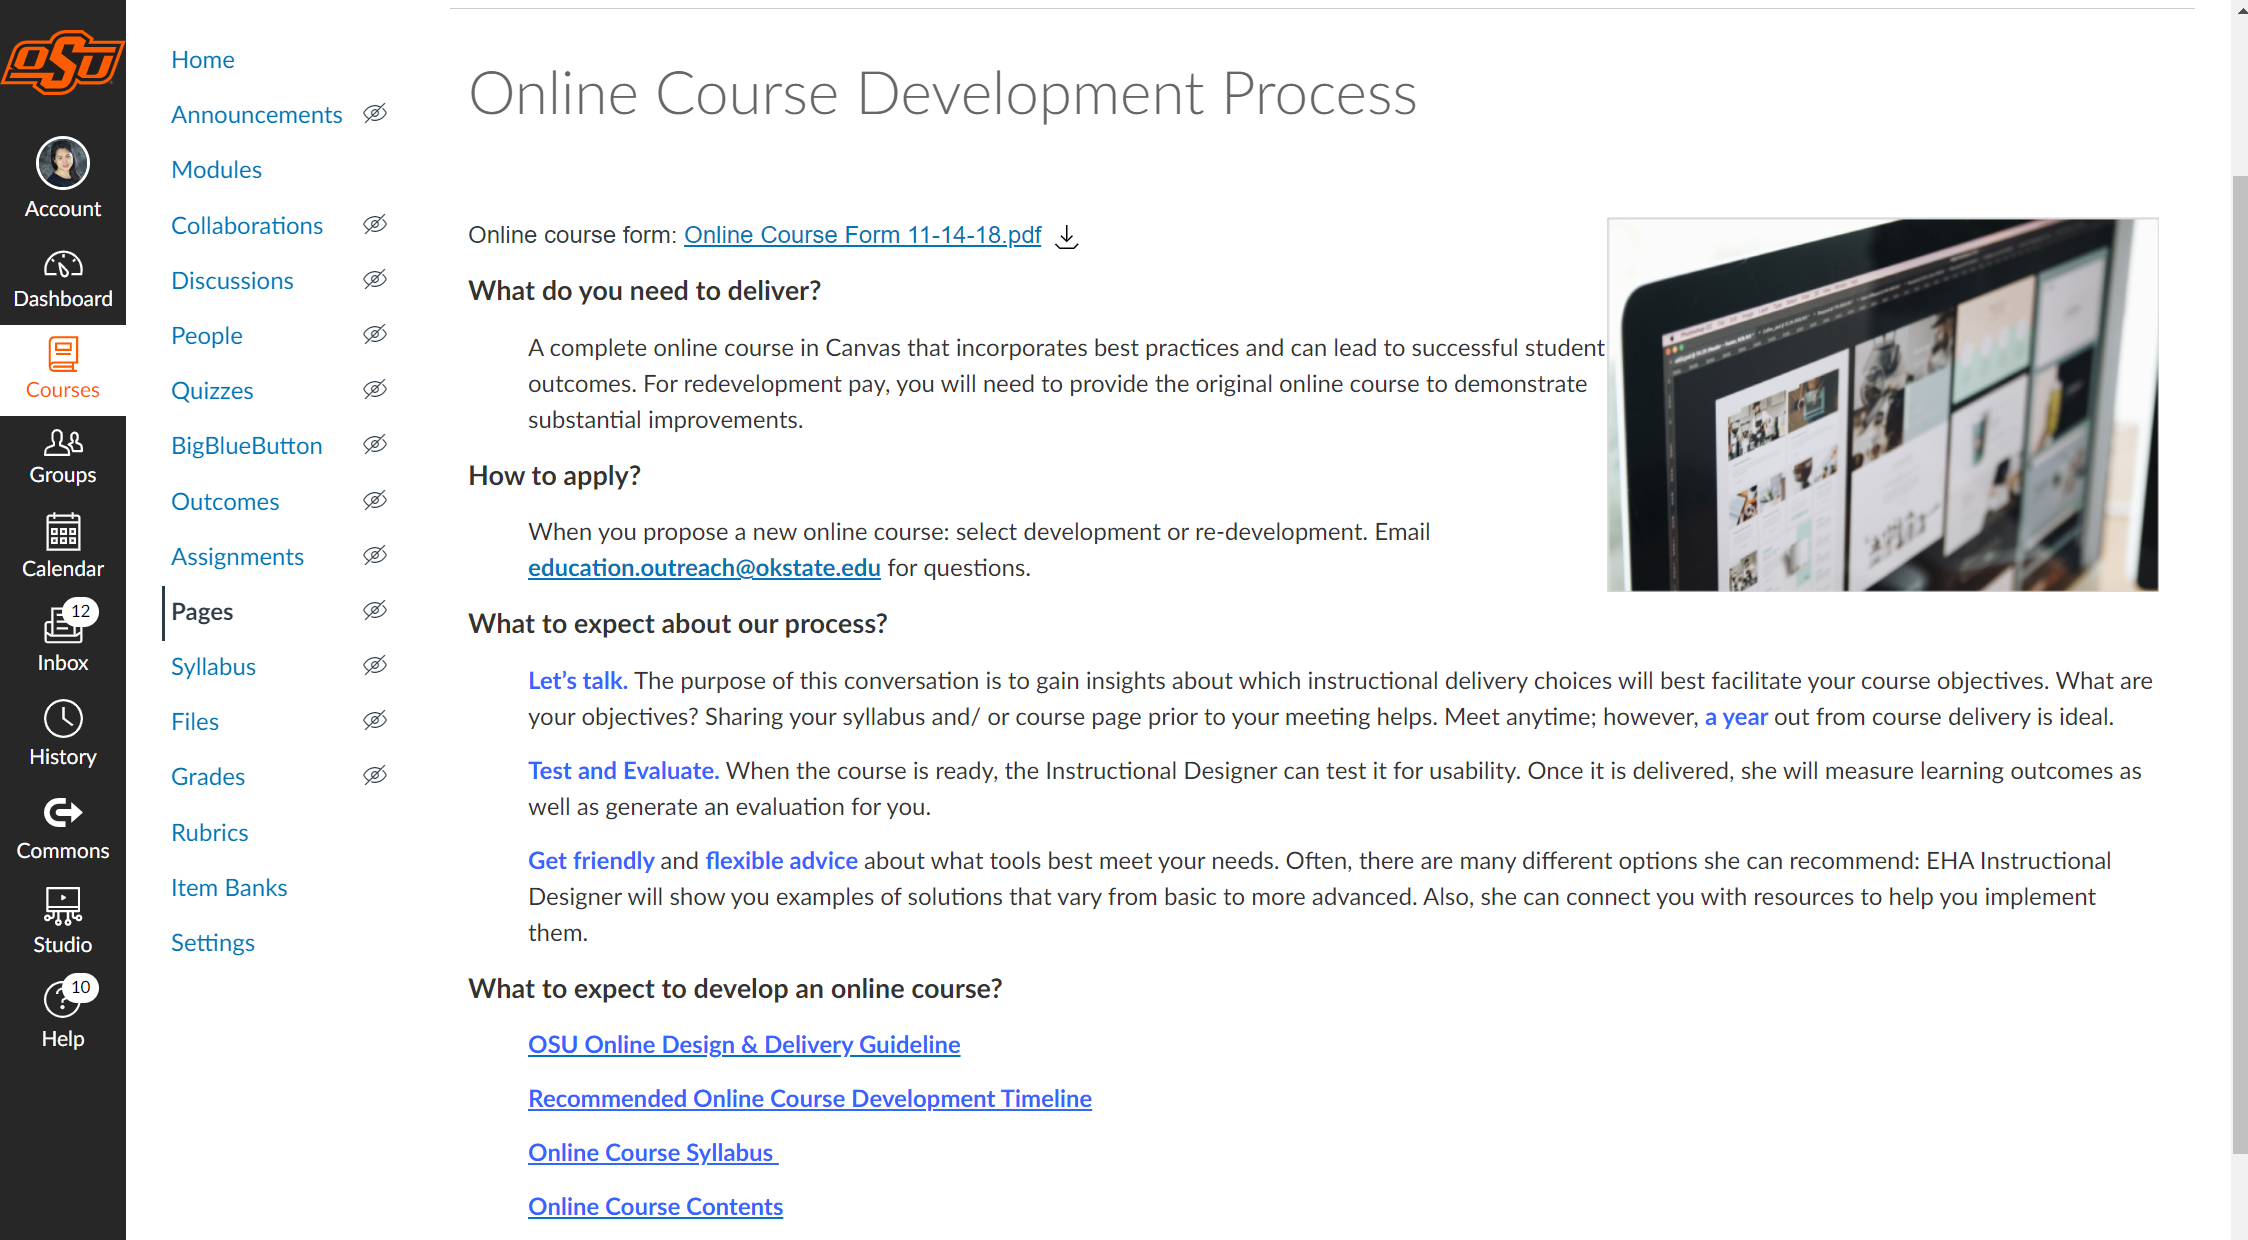 OSU
Account
Dashboard
Courses
Groups
Calendar
12
Inbox
History
Commons
Studio
10
Help
Home
Announcements
Modules
Collaborations
Discussions
People
Quizzes
BigBlueButton
Outcomes
Assignments
Pages
Syllabus
Files
Grades
Rubrics
Item Banks
Settings
Online Course Development Process
Online course form: Online Course Form 11-14-18.pdf
What do you need to deliver?
A complete online course in Canvas that incorporates best practices and can lead to successful student
outcomes. For redevelopment pay, you will need to provide the original online course to demonstrate
substantial improvements.
How to apply?
When you propose a new online course: select development or re-development. Email
education.outreach@okstate.edu for questions.
What to expect about our process?
Let’s talk. The purpose of this conversation is to gain insights about which instructional delivery choices will best facilitate your course objectives. What are
your objectives? Sharing your syllabus and/ or course page prior to your meeting helps. Meet anytime; however, a year out from course delivery is ideal.
Test and Evaluate. When the course is ready, the Instructional Designer can test it for usability. Once it is delivered, she will measure learning outcomes as
well as generate an evaluation for you.
Get friendly and flexible advice about what tools best meet your needs. Often, there are many different options she can recommend: EHA Instructional
Designer will show you examples of solutions that vary from basic to more advanced. Also, she can connect you with resources to help you implement
them.
What to expect to develop an online course?
OSU Online Design & Delivery Guideline
Recommended Online Course Development Timeline
Online Course Syllabus
Online Course Contents